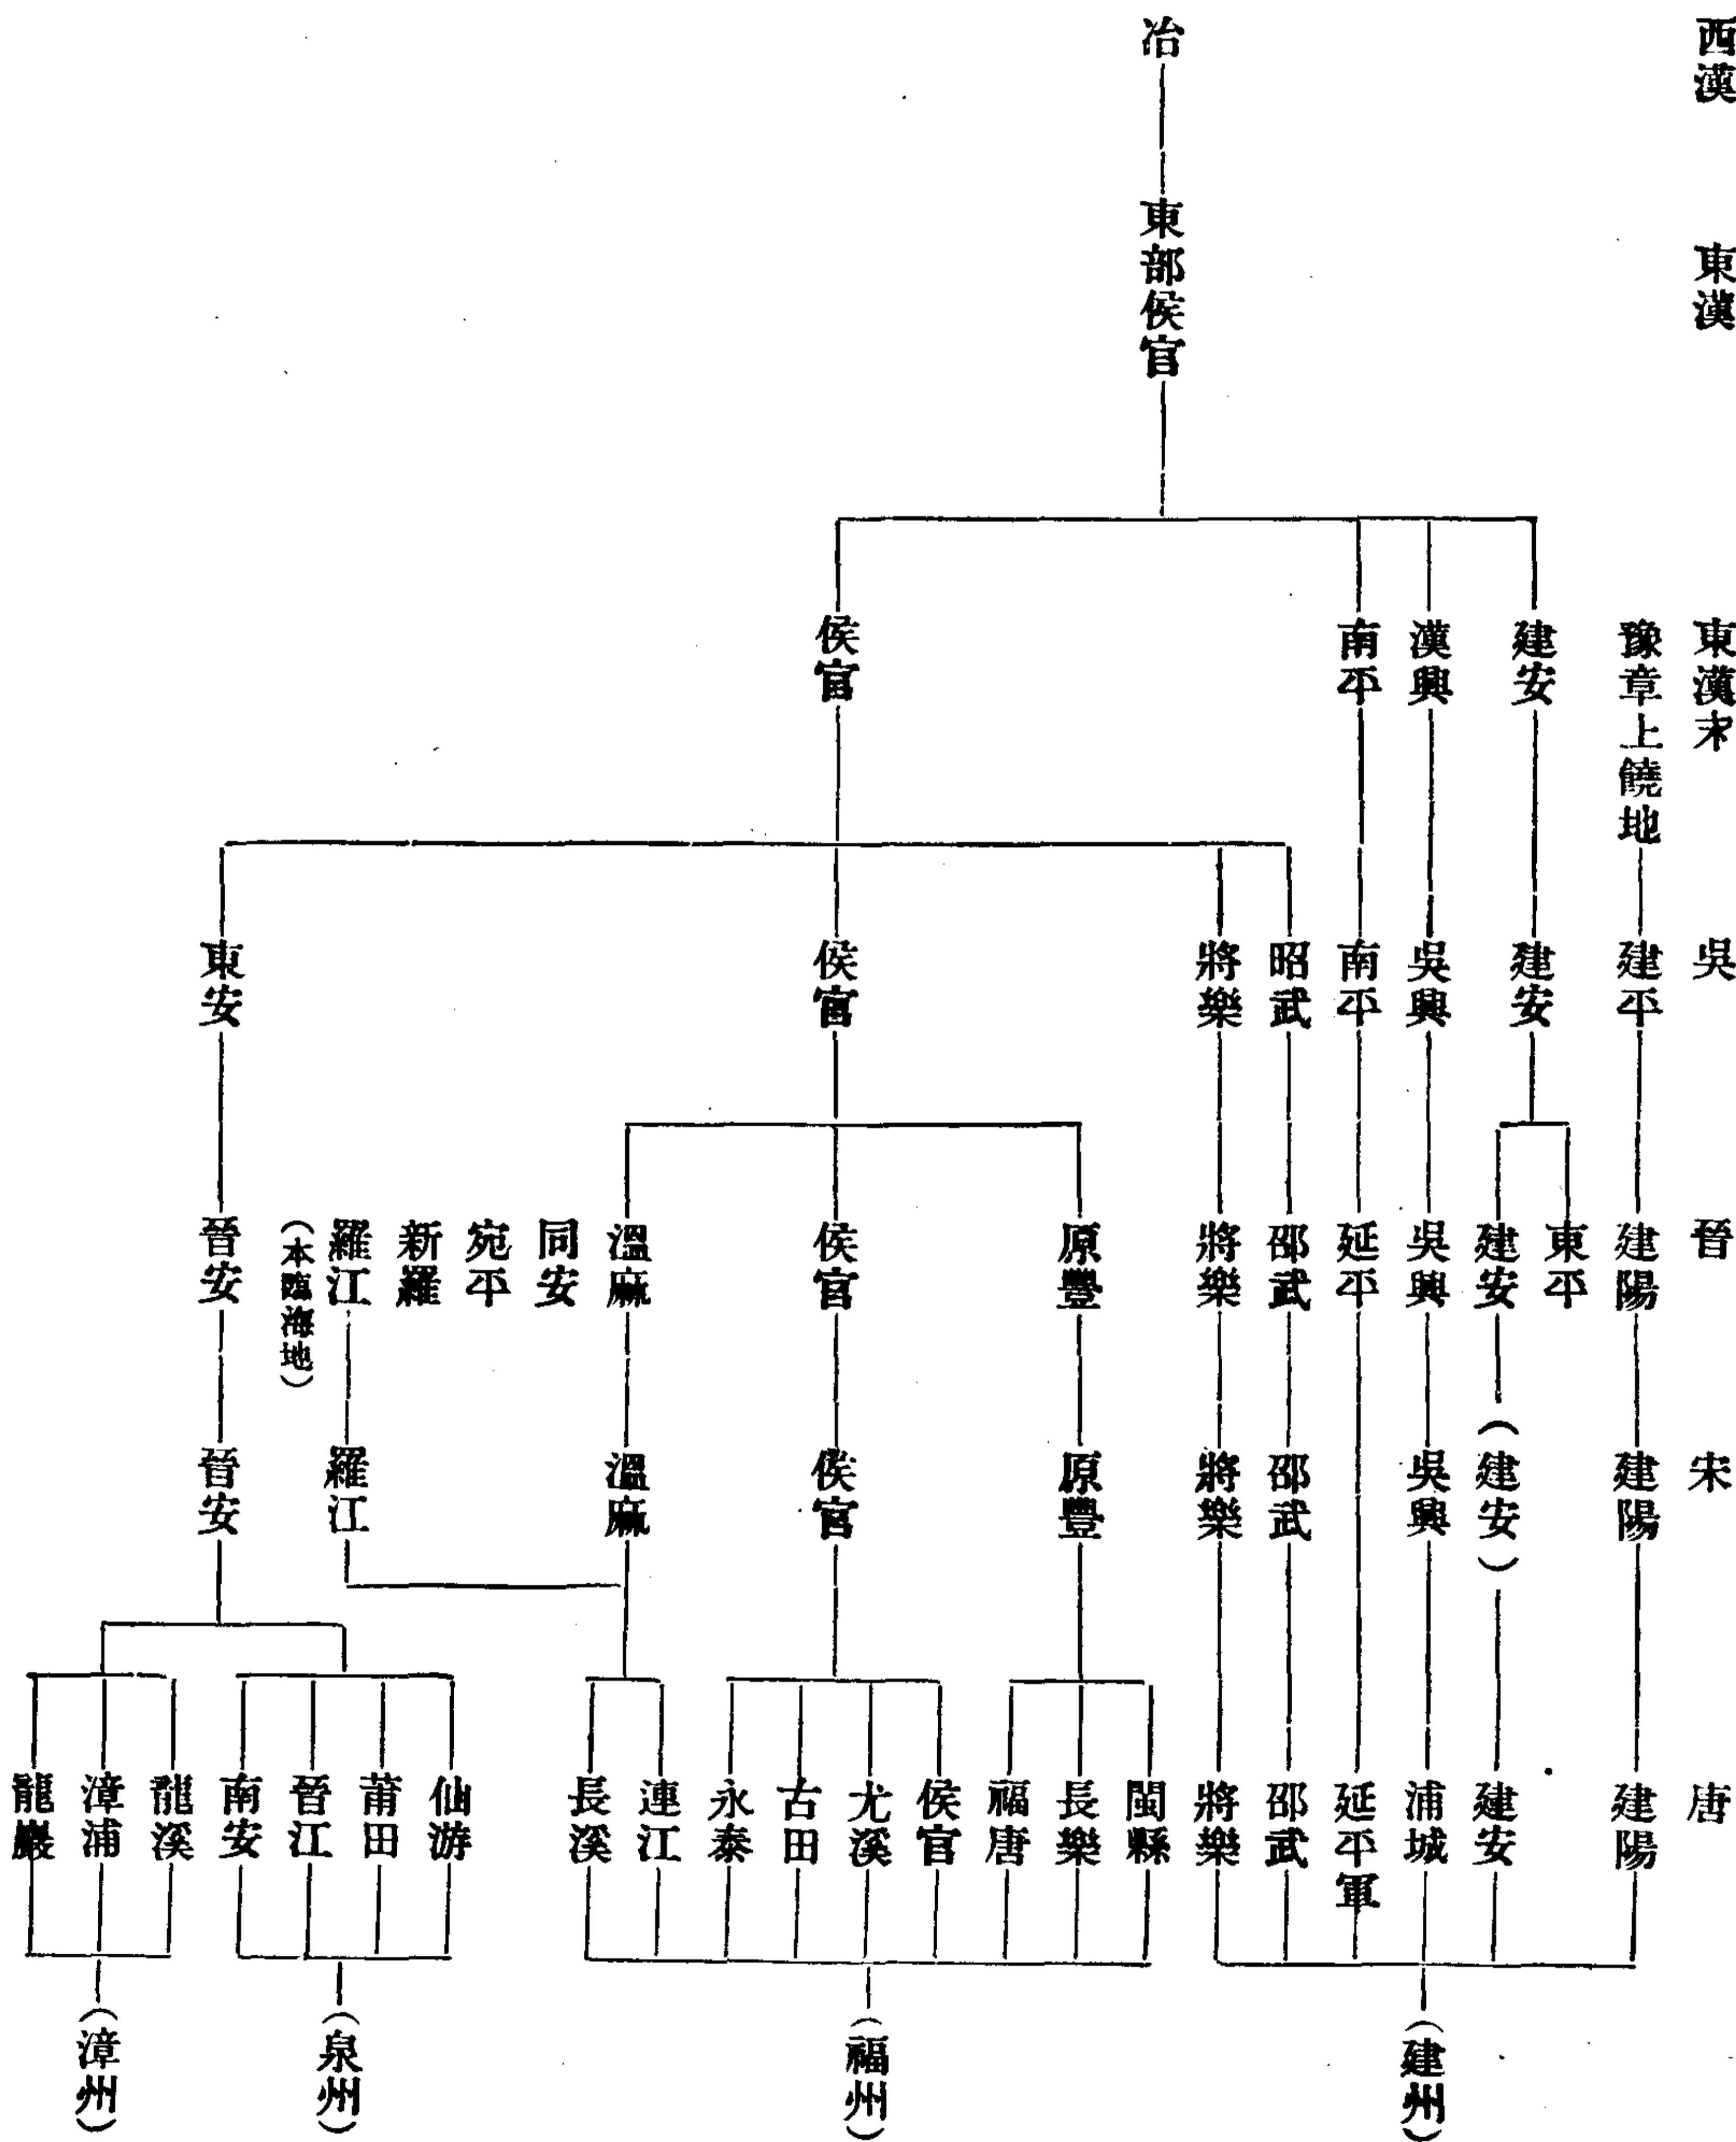 西漢
東漢
東漢末
吳
晉
宋
唐
豫章上饒地
建平
建陽
建陽
建陽
建安
建安
東平
建安
(建安)
建安
漢興
吳興
吳興
吳興
浦城
南平
南平
延平
延平軍
昭武
邵武
邵武
邵武
將樂
將樂
將樂
將樂
(建州)
冶
東部侯官
原豐
原豐
閩縣
長樂
福唐
侯官
侯官
侯官
侯官
侯官
尤溪
古田
永泰
溫麻
溫麻
連江
長溪
(福州)
同安
宛平
新羅
羅江
(本臨海地)
羅江
東安
晉安
晉安
仙游
莆田
晉江
南安
(泉州)
龍溪
漳浦
龍巖
(漳州)